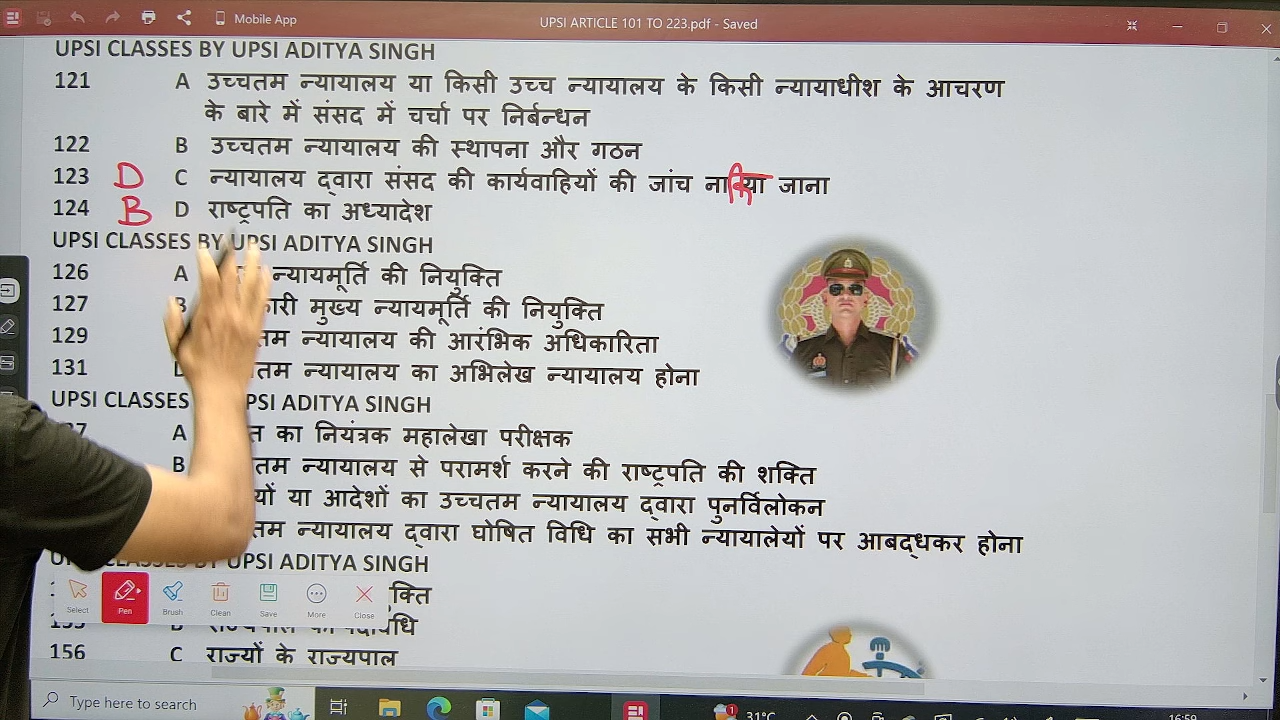 Mobile App
UPSI ARTICLE 101 TO 223.pdf - Saved
UPSI CLASSES BY UPSI ADITYA SINGH
121 A उच्चतम न्यायालय या किसी उच्च न्यायालय के किसी न्यायाधीश के आचरण
के बारे में संसद में चर्चा पर निर्बन्धन
122 B उच्चतम न्यायालय की स्थापना और गठन
123 D C न्यायालय द्वारा संसद की कार्यवाहियों की जांच ना किया जाना
124 B D राष्ट्रपति का अध्यादेश
UPSI CLASSES BY UPSI ADITYA SINGH
126 A न्यायमूर्ति की नियुक्ति
127 मुख्य न्यायमूर्ति की नियुक्ति
129 न्यायालय की आरंभिक अधिकारिता
131 न्यायालय का अभिलेख न्यायालय होना
UPSI CLASSES UPSI ADITYA SINGH
A का नियंत्रक महालेखा परीक्षक
B न्यायालय से परामर्श करने की राष्ट्रपति की शक्ति
या आदेशों का उच्चतम न्यायालय द्वारा पुनर्विलोकन
न्यायालय द्वारा घोषित विधि का सभी न्यायालेयों पर आबद्धकर होना
UPSI ADITYA SINGH
Select Pen Brush Clean Save More Close
156 C राज्यों के राज्यपाल
Type here to search
31°C
16:59